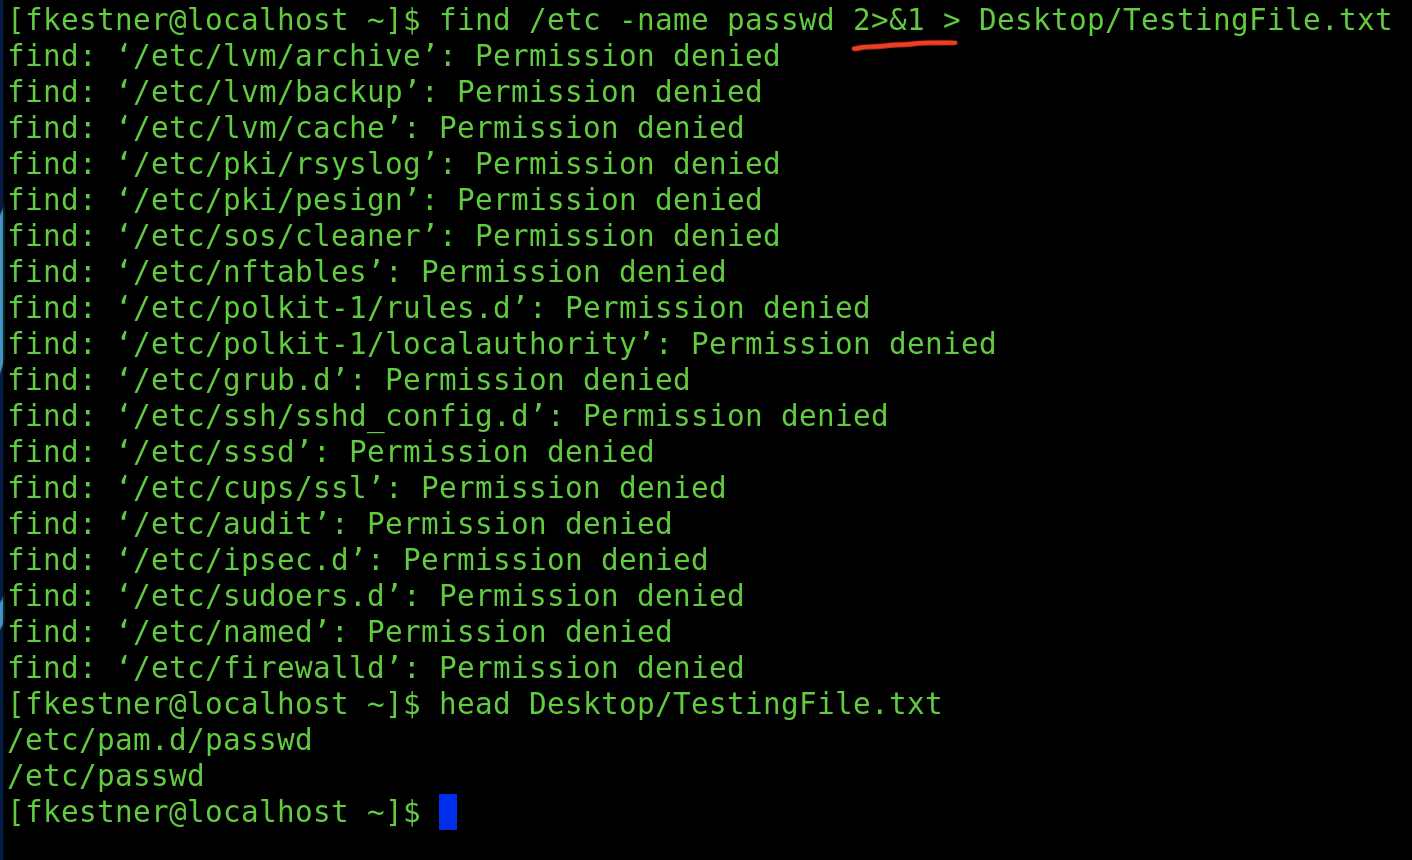 [fkestner@localhost ~]$ find /etc -name passwd 2>&1 > Desktop/TestingFile.txt
find: ‘/etc/lvm/archive’: Permission denied
find: ‘/etc/lvm/backup’: Permission denied
find: ‘/etc/lvm/cache’: Permission denied
find: ‘/etc/pki/rsyslog’: Permission denied
find: ‘/etc/pki/pesign’: Permission denied
find: ‘/etc/sos/cleaner’: Permission denied
find: ‘/etc/nftables’: Permission denied
find: ‘/etc/polkit-1/rules.d’: Permission denied
find: ‘/etc/polkit-1/localauthority’: Permission denied
find: ‘/etc/grub.d’: Permission denied
find: ‘/etc/ssh/sshd_config.d’: Permission denied
find: ‘/etc/sssd’: Permission denied
find: ‘/etc/cups/ssl’: Permission denied
find: ‘/etc/audit’: Permission denied
find: ‘/etc/ipsec.d’: Permission denied
find: ‘/etc/sudoers.d’: Permission denied
find: ‘/etc/named’: Permission denied
find: ‘/etc/firewalld’: Permission denied
[fkestner@localhost ~]$ head Desktop/TestingFile.txt
/etc/pam.d/passwd
/etc/passwd
[fkestner@localhost ~]$